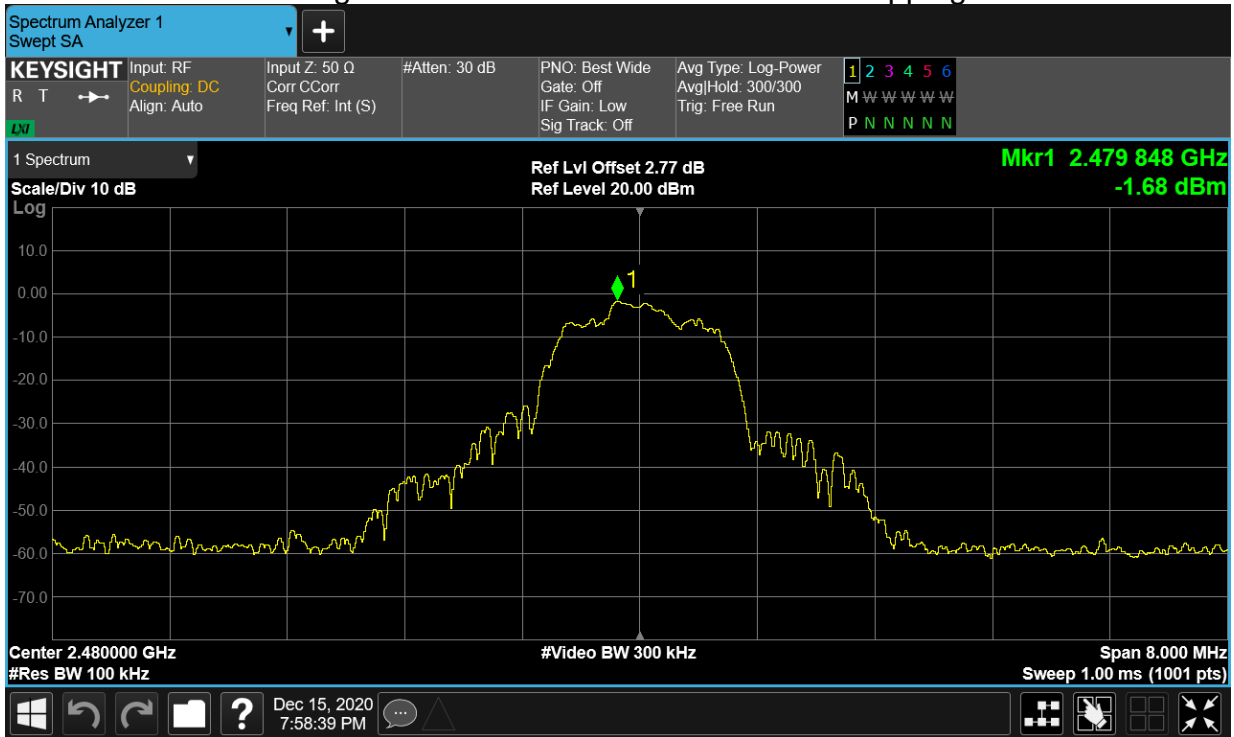 Spectrum Analyzer 1
Swept SA
KEYSIGHT
R T
LXI
Input: RF
Coupling: DC
Align: Auto
Input Z: 50 Ω
Corr CCorr
Freq Ref: Int (S)
#Atten: 30 dB
PNO: Best Wide
Gate: Off
IF Gain: Low
Sig Track: Off
Avg Type: Log-Power
Avg|Hold: 300/300
Trig: Free Run
1 2 3 4 5 6
M W W W W W
P N N N N N
1 Spectrum
Scale/Div 10 dB
Log
Ref Lvl Offset 2.77 dB
Ref Level 20.00 dBm
Mkr1 2.479 848 GHz
-1.68 dBm
1
10.0
0.00
-10.0
-20.0
-30.0
-40.0
-50.0
-60.0
-70.0
Center 2.480000 GHz
#Res BW 100 kHz
#Video BW 300 kHz
Span 8.000 MHz
Sweep 1.00 ms (1001 pts)
?
Dec 15, 2020
7:58:39 PM